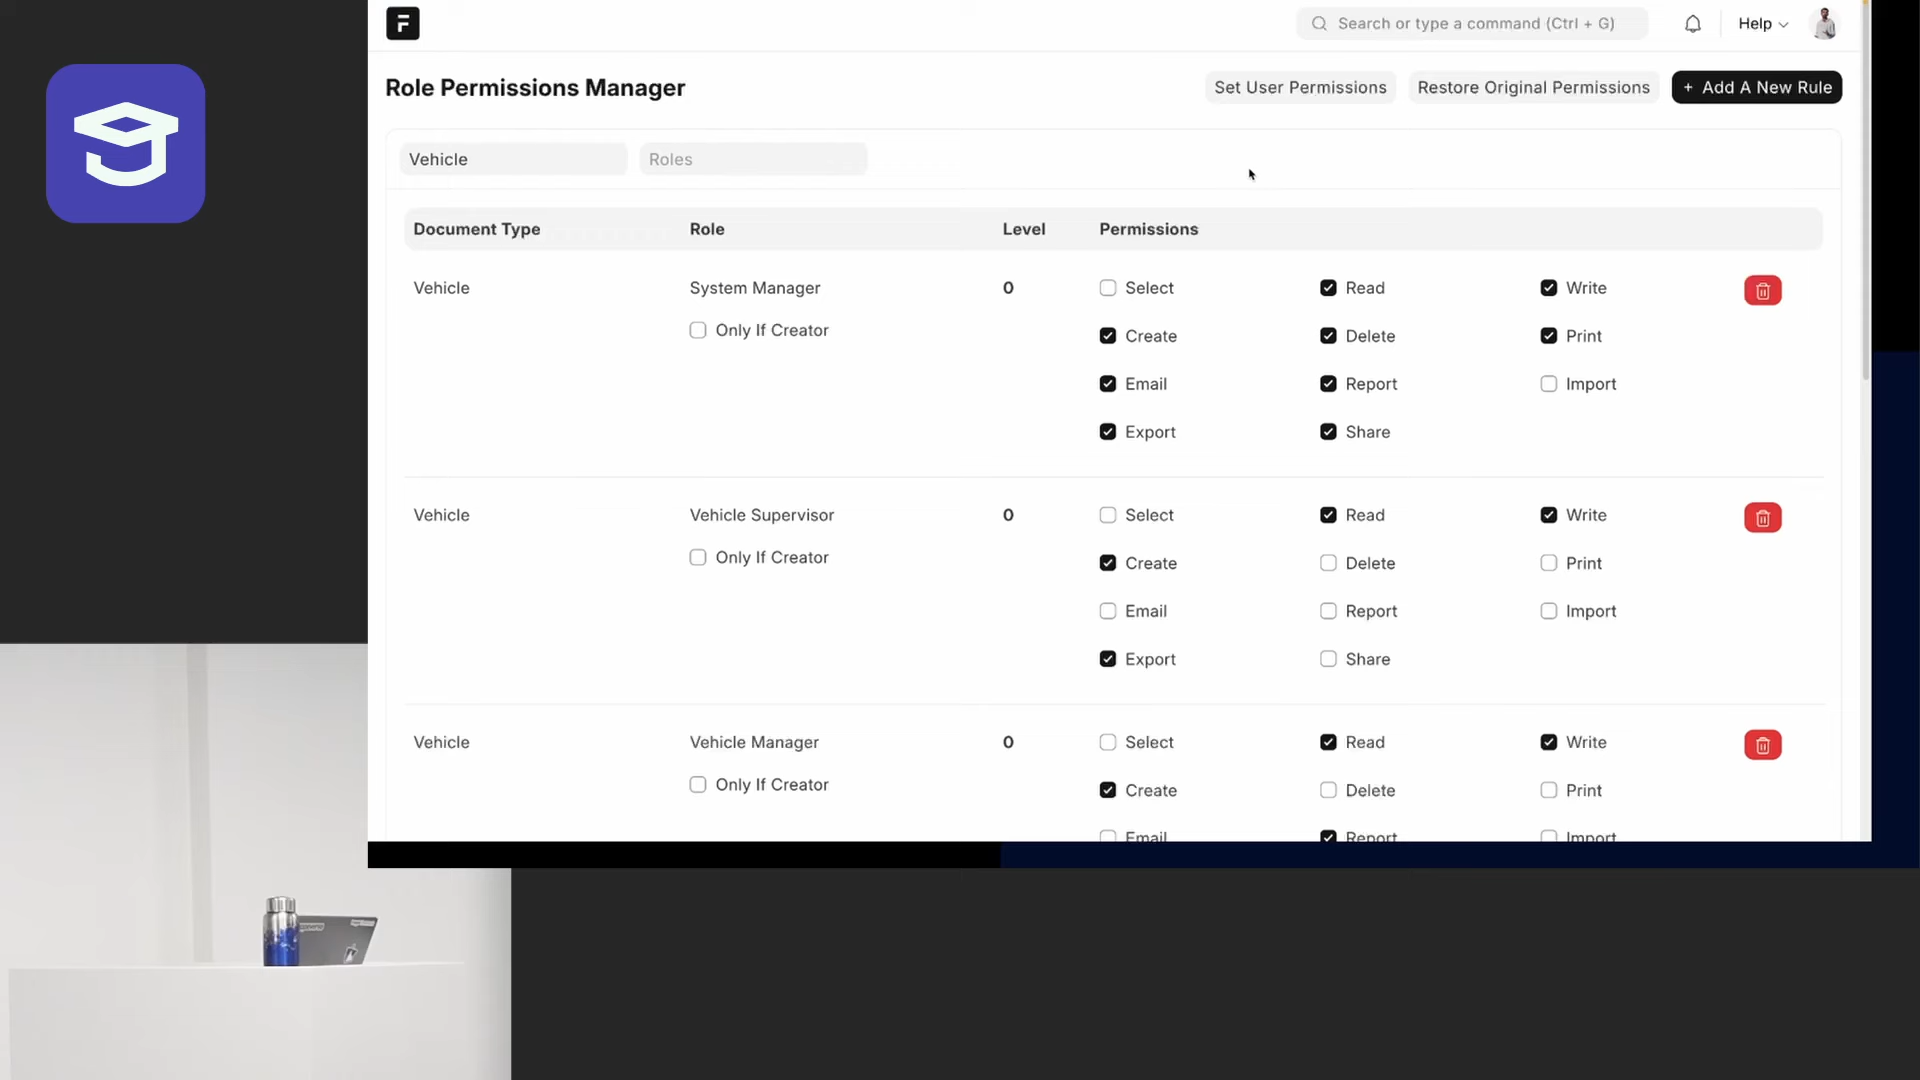 Search or type a command (Ctrl + G)
Help
Role Permissions Manager
Set User Permissions
Restore Original Permissions
+ Add A New Rule
Vehicle
Roles
Document Type Role Level Permissions
Vehicle System Manager 0 Select Read Write
Only If Creator
Create Delete Print
Email Report Import
Export Share
Vehicle Vehicle Supervisor 0 Select Read Write
Only If Creator
Create Delete Print
Email Report Import
Export Share
Vehicle Vehicle Manager 0 Select Read Write
Only If Creator
Create Delete Print
Email Report Import